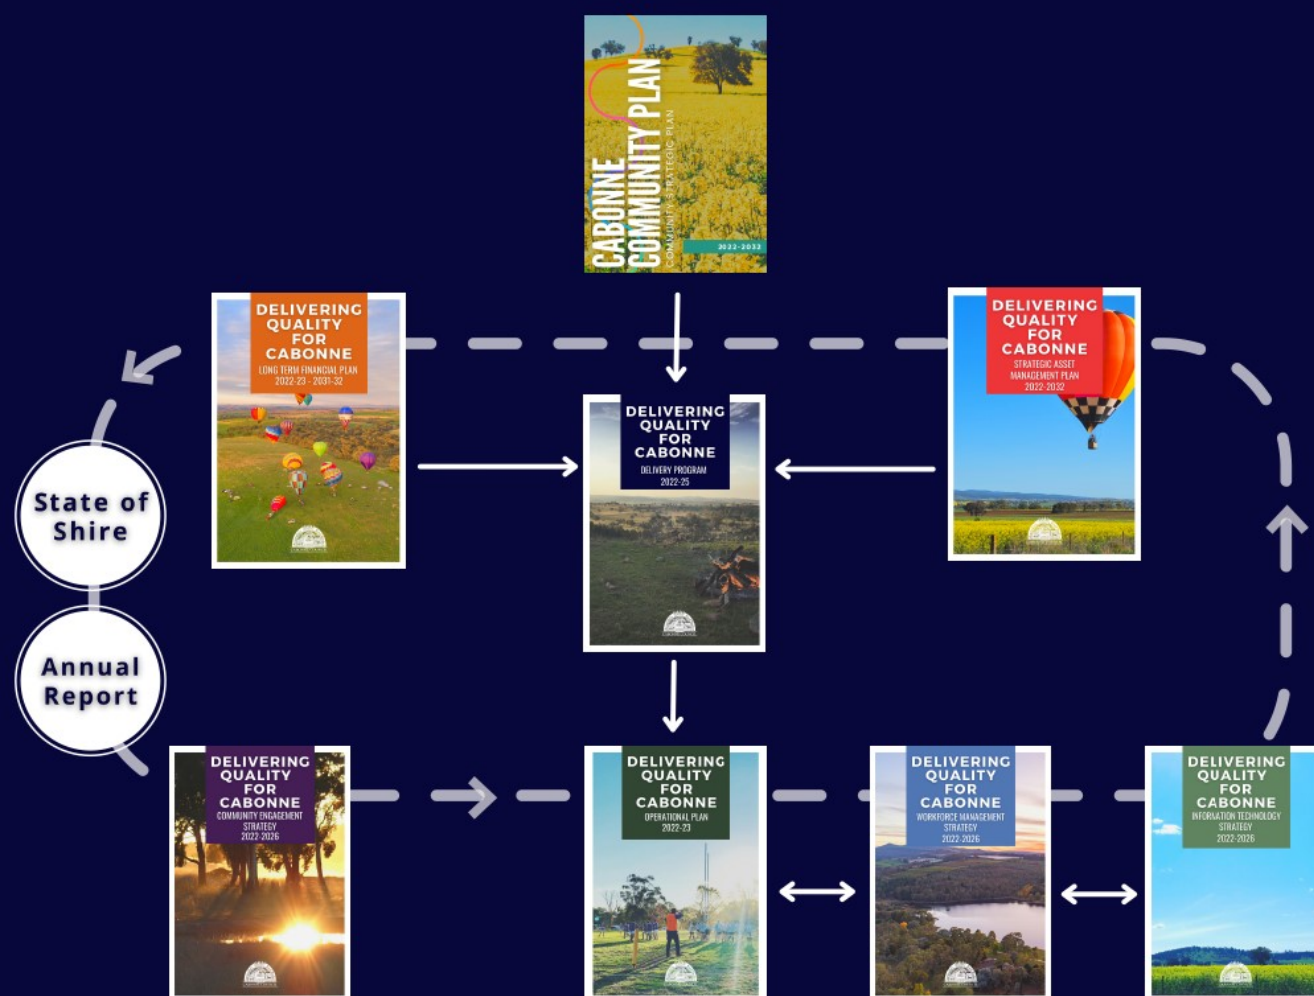 CABONNE
COMMUNITY PLAN
COMMUNITY STRATEGIC PLAN
2022-2032
DELIVERING
QUALITY
FOR
CABONNE
LONG TERM FINANCIAL PLAN
2022-23 - 2031-32
DELIVERING
QUALITY
FOR
CABONNE
STRATEGIC ASSET
MANAGEMENT PLAN
2022-2032
DELIVERING
QUALITY
FOR
CABONNE
DELIVERY PROGRAM
2022-25
State of
Shire
Annual
Report
DELIVERING
QUALITY
FOR
CABONNE
COMMUNITY ENGAGEMENT
STRATEGY
2022-2026
DELIVERING
QUALITY
FOR
CABONNE
OPERATIONAL PLAN
2022-23
DELIVERING
QUALITY
FOR
CABONNE
WORKFORCE MANAGEMENT
STRATEGY
2022-2026
DELIVERING
QUALITY
FOR
CABONNE
INFORMATION TECHNOLOGY
STRATEGY
2022-2026